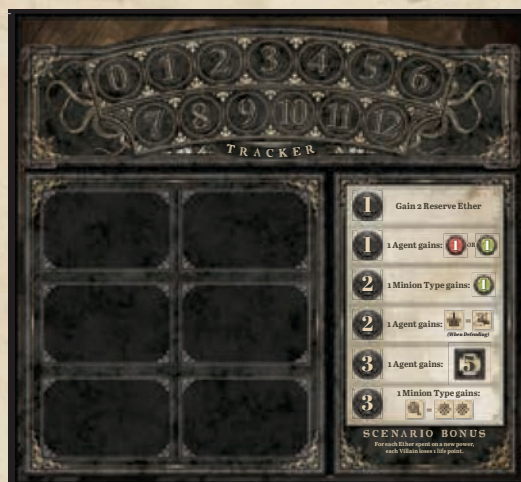 0 1 2 3 4 5 6
7 8 9 10 11 12
TRACKER
1 Gain 2 Reserve Ether
1 1 Agent gains: 1 OR 1
2 1 Minion Type gains: 1
2 1 Agent gains: =
(When Defending)
3 1 Agent gains: 5
3 1 Minion Type gains:
=
SCENARIO BONUS
For each Ether spent on a new power,
each Villain loses 1 life point.